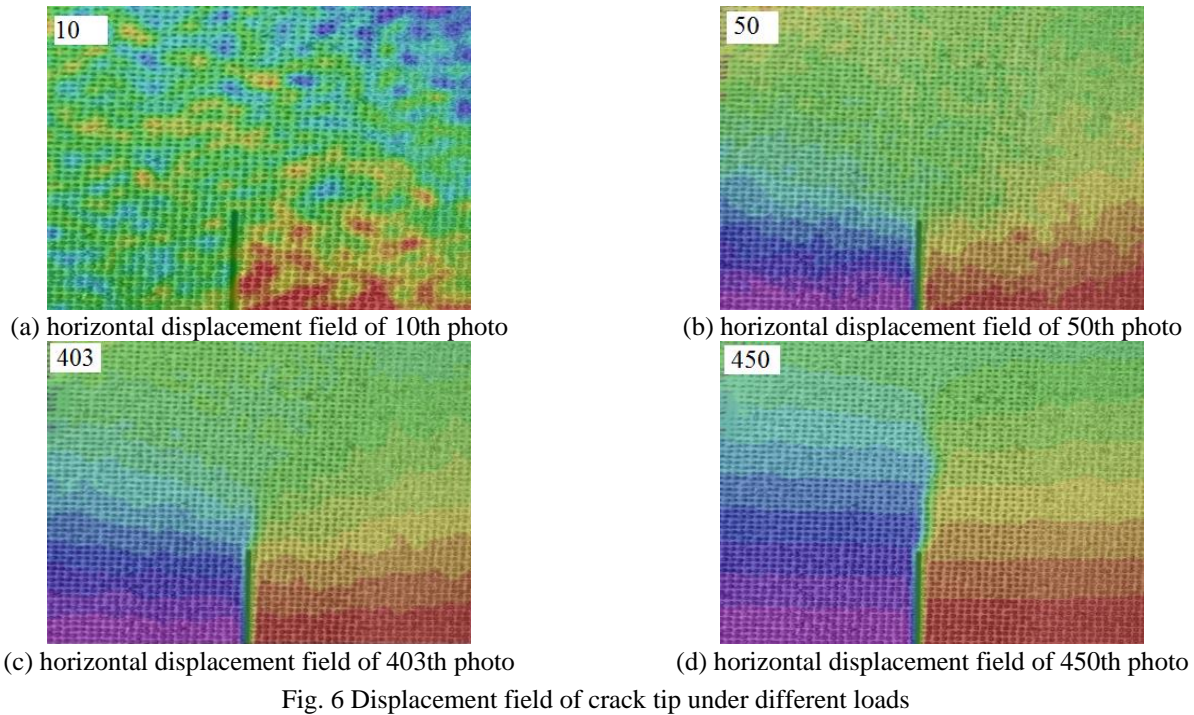 10
50
(a) horizontal displacement field of 10th photo
(b) horizontal displacement field of 50th photo
403
450
(c) horizontal displacement field of 403th photo
(d) horizontal displacement field of 450th photo
Fig. 6 Displacement field of crack tip under different loads